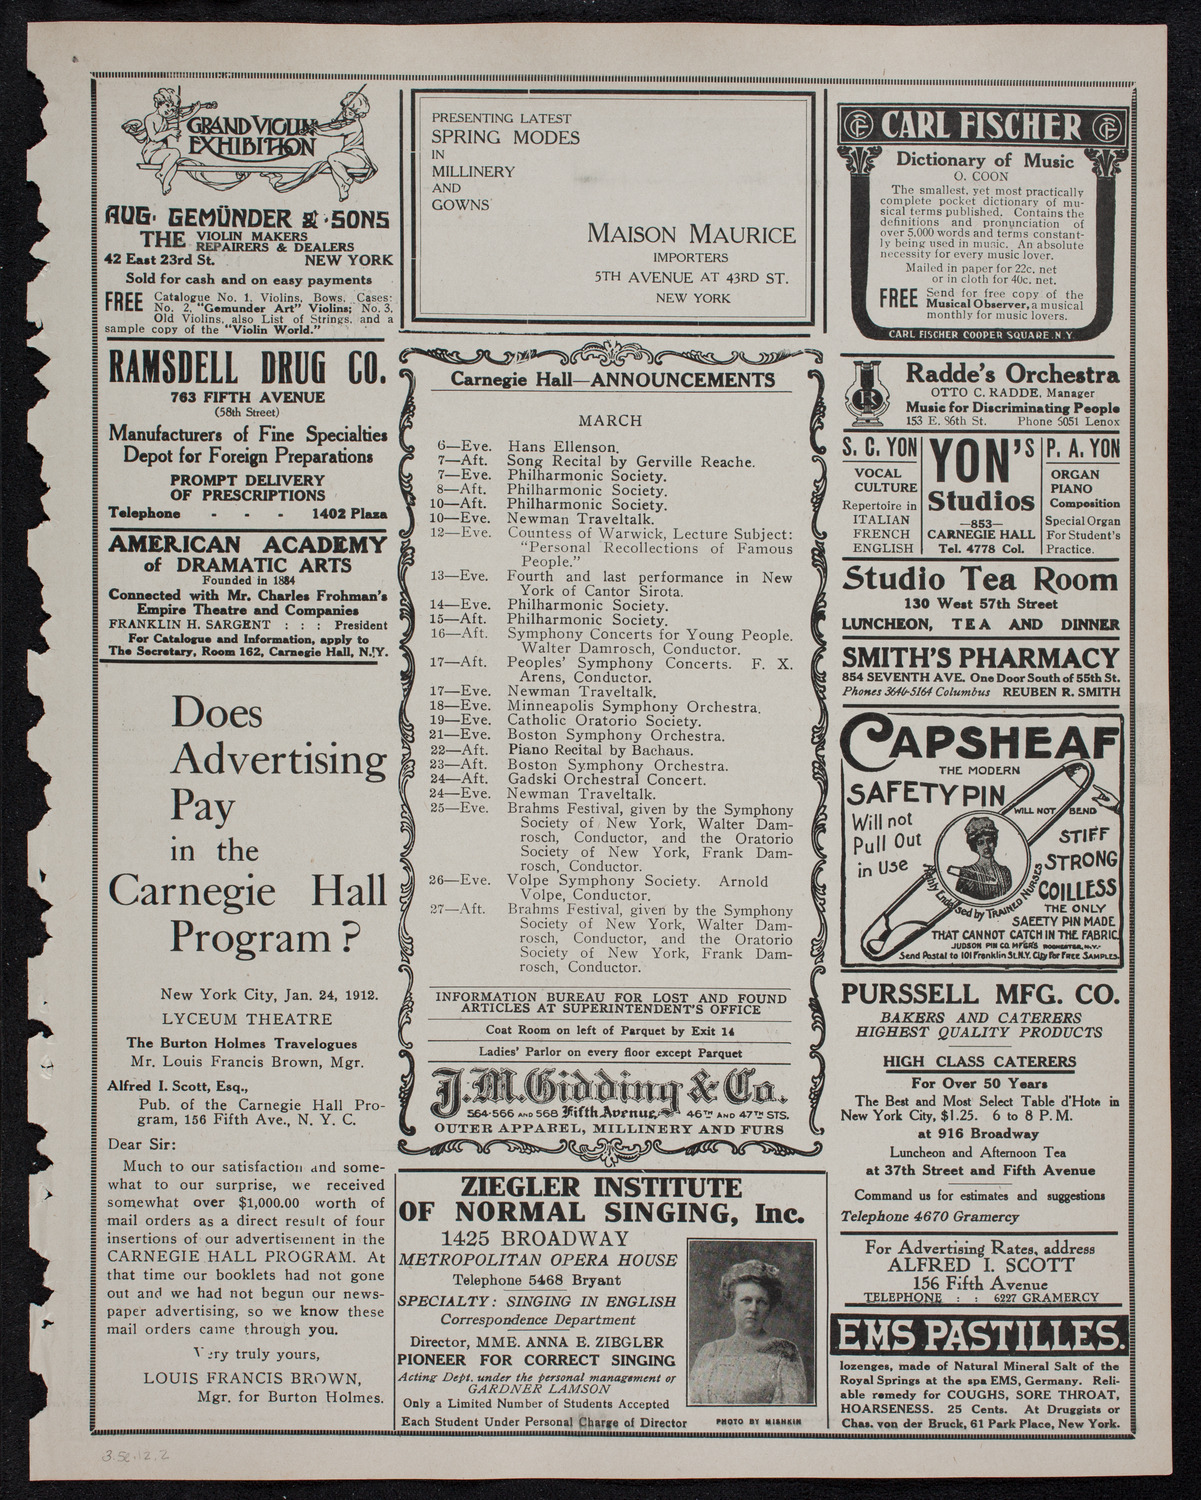 GRAND VIOLIN
EXHIBITION
AUG. GEMÜNDER & SONS
THE VIOLIN MAKERS
REPAIRERS & DEALERS
42 East 23rd St. NEW YORK
Sold for cash and on easy payments
FREE Catalogue No. 1, Violins, Bows, Cases;
No. 2, "Gemunder Art" Violins; No. 3,
Old Violins, also List of Strings, and a
sample copy of the "Violin World."
RAMSDELL DRUG CO.
763 FIFTH AVENUE
(58th Street)
Manufacturers of Fine Specialties
Depot for Foreign Preparations
PROMPT DELIVERY
OF PRESCRIPTIONS
Telephone - - - 1402 Plaza
AMERICAN ACADEMY
of DRAMATIC ARTS
Founded in 1884
Connected with Mr. Charles Frohman's
Empire Theatre and Companies
FRANKLIN H. SARGENT : : : President
For Catalogue and Information, apply to
The Secretary, Room 162, Carnegie Hall, N. Y.
Does
Advertising
Pay
in the
Carnegie Hall
Program?
New York City, Jan. 24, 1912.
LYCEUM THEATRE
The Burton Holmes Travelogues
Mr. Louis Francis Brown, Mgr.
Alfred I. Scott, Esq.,
Pub. of the Carnegie Hall Pro-
gram, 156 Fifth Ave., N. Y. C.
Dear Sir:
Much to our satisfaction and some-
what to our surprise, we received
somewhat over $1,000.00 worth of
mail orders as a direct result of four
insertions of our advertisement in the
CARNEGIE HALL PROGRAM. At
that time our booklets had not gone
out and we had not begun our news-
paper advertising, so we know these
mail orders came through you.
Very truly yours,
LOUIS FRANCIS BROWN,
Mgr. for Burton Holmes.
PRESENTING LATEST
SPRING MODES
IN
MILLINERY
AND
GOWNS
MAISON MAURICE
IMPORTERS
5TH AVENUE AT 43RD ST.
NEW YORK
Carnegie Hall—ANNOUNCEMENTS
MARCH
6—Eve. Hans Ellenson.
7—Aft. Song Recital by Gerville Reache.
7—Eve. Philharmonic Society.
8—Aft. Philharmonic Society.
10—Aft. Philharmonic Society.
10—Eve. Newman Traveltalk.
12—Eve. Countess of Warwick, Lecture Subject:
"Personal Recollections of Famous
People."
13—Eve. Fourth and last performance in New
York of Cantor Sirota.
14—Eve. Philharmonic Society.
15—Aft. Philharmonic Society.
16—Aft. Symphony Concerts for Young People.
Walter Damrosch, Conductor.
17—Aft. Peoples' Symphony Concerts. F. X.
Arens, Conductor.
17—Eve. Newman Traveltalk.
18—Eve. Minneapolis Symphony Orchestra.
19—Eve. Catholic Oratorio Society.
21—Eve. Boston Symphony Orchestra.
22—Aft. Piano Recital by Bachaus.
23—Aft. Boston Symphony Orchestra.
24—Aft. Gadski Orchestral Concert.
24—Eve. Newman Traveltalk.
25—Eve. Brahms Festival, given by the Symphony
Society of New York, Walter Dam-
rosch, Conductor, and the Oratorio
Society of New York, Frank Dam-
rosch, Conductor.
26—Eve. Volpe Symphony Society. Arnold
Volpe, Conductor.
27—Aft. Brahms Festival, given by the Symphony
Society of New York, Walter Dam-
rosch, Conductor, and the Oratorio
Society of New York, Frank Dam-
rosch, Conductor.
INFORMATION BUREAU FOR LOST AND FOUND
ARTICLES AT SUPERINTENDENT'S OFFICE
Coat Room on left of Parquet by Exit 14
Ladies' Parlor on every floor except Parquet
J.M. Gidding & Co.
564-566 AND 568 Fifth Avenue, 46TH AND 47TH STS.
OUTER APPAREL, MILLINERY AND FURS
ZIEGLER INSTITUTE
OF NORMAL SINGING, Inc.
1425 BROADWAY
METROPOLITAN OPERA HOUSE
Telephone 5468 Bryant
SPECIALTY: SINGING IN ENGLISH
Correspondence Department
Director, MME. ANNA E. ZIEGLER
PIONEER FOR CORRECT SINGING
Acting Dept. under the personal management of
GARDNER LAMSON
Only a Limited Number of Students Accepted
Each Student Under Personal Charge of Director
PHOTO BY MISHKIN
CF CARL FISCHER CF
Dictionary of Music
O. COON
The smallest, yet most practically
complete pocket dictionary of mu-
sical terms published. Contains the
definitions and pronunciation of
over 5,000 words and terms constant-
ly being used in music. An absolute
necessity for every music lover.
Mailed in paper for 22c. net
or in cloth for 40c. net.
FREE Send for free copy of the
Musical Observer, a musical
monthly for music lovers.
CARL FISCHER COOPER SQUARE. N.Y.
R
Radde's Orchestra
OTTO C. RADDE, Manager
Music for Discriminating People
153 E. 86th St. Phone 5051 Lenox
S. C. YON
VOCAL
CULTURE
Repertoire in
ITALIAN
FRENCH
ENGLISH
YON'S
Studios
—853—
CARNEGIE HALL
Tel. 4778 Col.
P. A. YON
ORGAN
PIANO
Composition
Special Organ
For Student's
Practice.
Studio Tea Room
130 West 57th Street
LUNCHEON, TEA AND DINNER
SMITH'S PHARMACY
854 SEVENTH AVE. One Door South of 55th St.
Phones 3646-5164 Columbus REUBEN R. SMITH
CAPSHEAF
THE MODERN
SAFETY PIN
WILL NOT BEND
Will not
Pull Out
in Use
STIFF
STRONG
COILLESS
Highly Endorsed by TRAINED NURSES
THE ONLY
SAFETY PIN MADE
THAT CANNOT CATCH IN THE FABRIC.
JUDSON PIN CO. MFGRS. ROCHESTER, N.Y.
Send Postal to 101 Franklin St. N.Y. City for FREE SAMPLES.
PURSSELL MFG. CO.
BAKERS AND CATERERS
HIGHEST QUALITY PRODUCTS
HIGH CLASS CATERERS
For Over 50 Years
The Best and Most Select Table d'Hote in
New York City, $1.25. 6 to 8 P. M.
at 916 Broadway
Luncheon and Afternoon Tea
at 37th Street and Fifth Avenue
Command us for estimates and suggestions
Telephone 4670 Gramercy
For Advertising Rates, address
ALFRED I. SCOTT
156 Fifth Avenue
TELEPHONE : : 6227 GRAMERCY
EMS PASTILLES.
lozenges, made of Natural Mineral Salt of the
Royal Springs at the spa EMS, Germany. Reli-
able remedy for COUGHS, SORE THROAT,
HOARSENESS. 25 Cents. At Druggists or
Chas. von der Bruck, 61 Park Place, New York.
3.5e.12.2